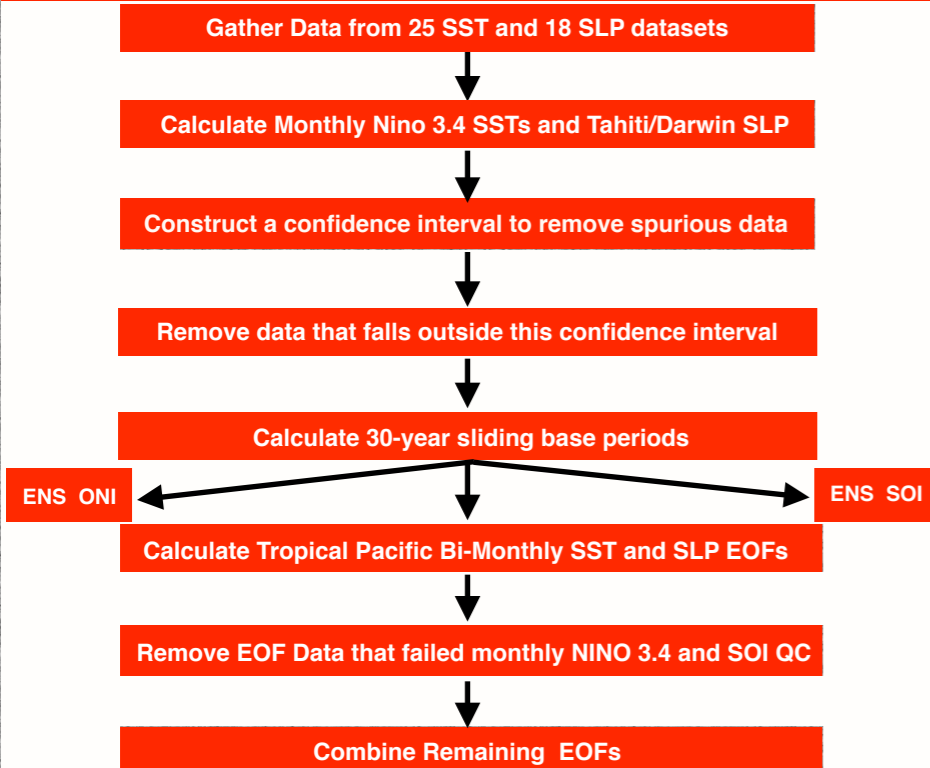 Gather Data from 25 SST and 18 SLP datasets
Calculate Monthly Nino 3.4 SSTs and Tahiti/Darwin SLP
Construct a confidence interval to remove spurious data
Remove data that falls outside this confidence interval
Calculate 30-year sliding base periods
ENS ONI
ENS SOI
Calculate Tropical Pacific Bi-Monthly SST and SLP EOFs
Remove EOF Data that failed monthly NINO 3.4 and SOI QC
Combine Remaining EOFs